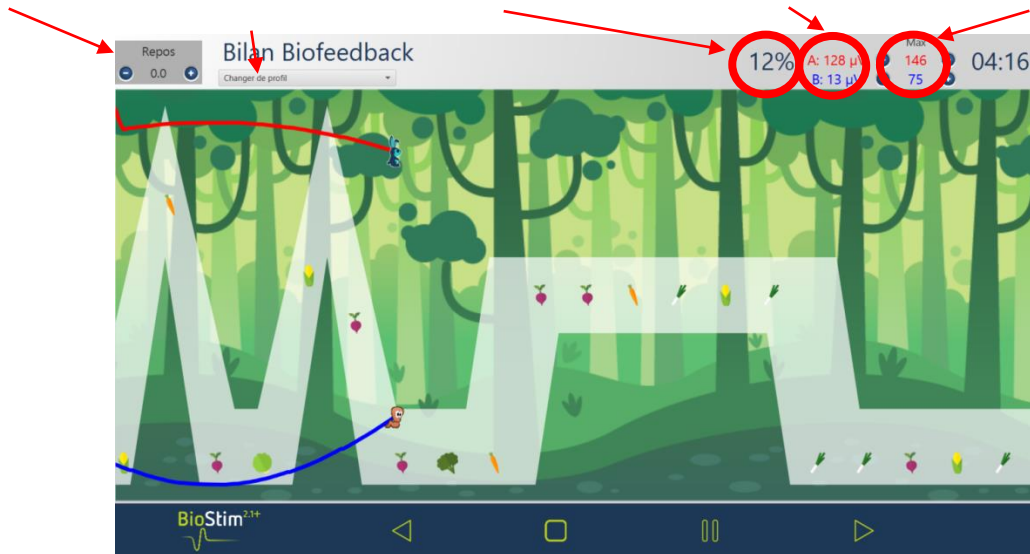 Repos
0.0
Bilan Biofeedback
Changer de profil
12%
A: 128 µV
B: 13 µV
Max
146
75
04:16
BioStim 2.1+